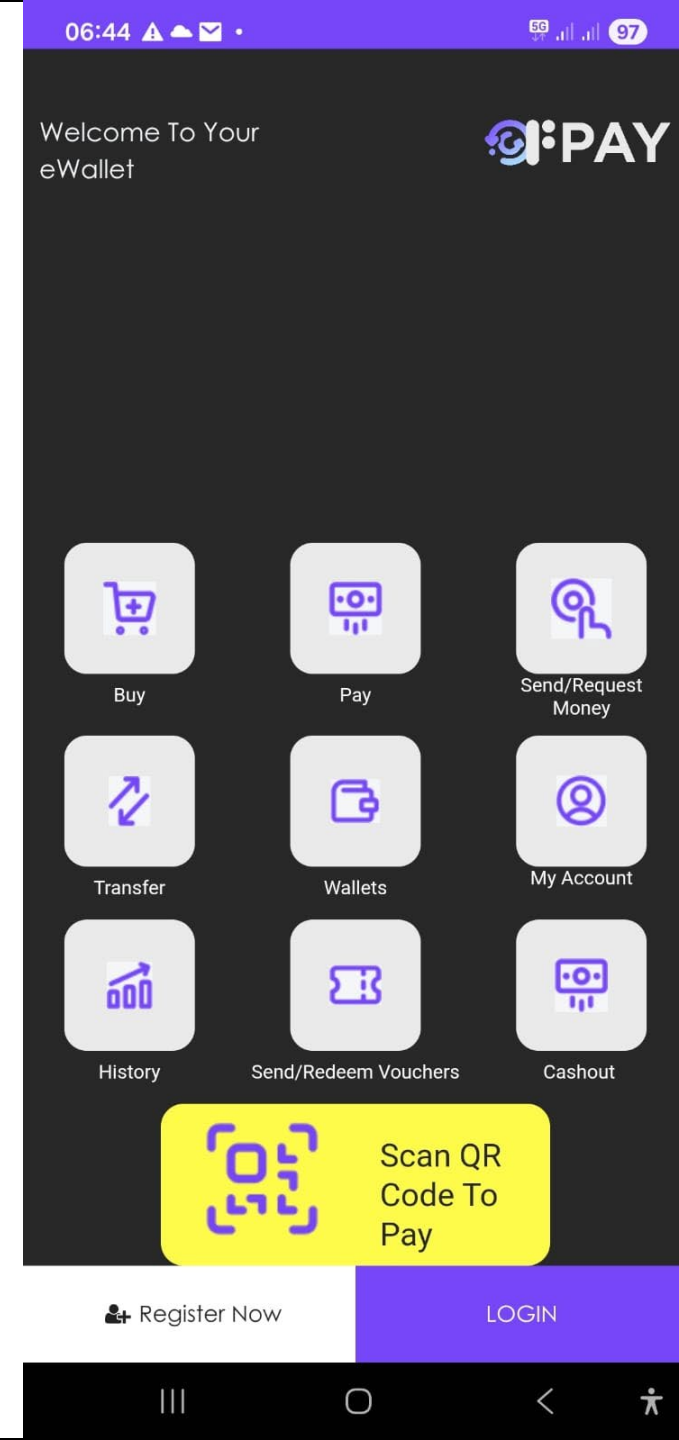 06:44
5G
97
Welcome To Your
eWallet
PAY
Buy
Pay
Send/Request
Money
Transfer
Wallets
My Account
History
Send/Redeem Vouchers
Cashout
Scan QR
Code To
Pay
Register Now
LOGIN